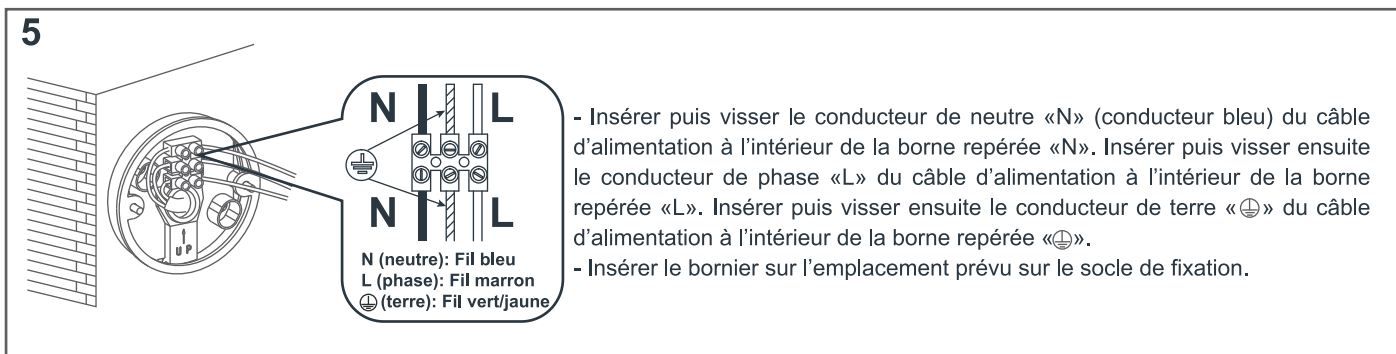 5
UP
N L
N L
N (neutre): Fil bleu
L (phase): Fil marron
⏚ (terre): Fil vert/jaune
- Insérer puis visser le conducteur de neutre «N» (conducteur bleu) du câble
d'alimentation à l'intérieur de la borne repérée «N». Insérer puis visser ensuite
le conducteur de phase «L» du câble d'alimentation à l'intérieur de la borne
repérée «L». Insérer puis visser ensuite le conducteur de terre «⏚» du câble
d'alimentation à l'intérieur de la borne repérée «⏚».
- Insérer le bornier sur l'emplacement prévu sur le socle de fixation.